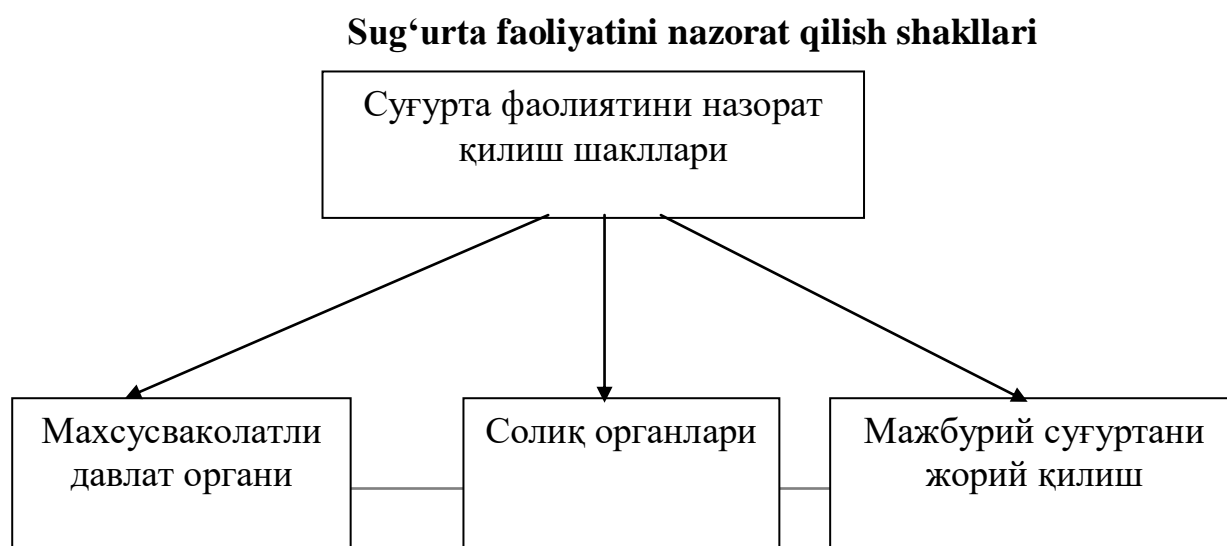 Sug‘urta faoliyatini nazorat qilish shakllari
Суғурта фаолиятини назорат
қилиш шакллари
Махсусваколатли
давлат органи
Солиқ органлари
Мажбурий суғуртани
жорий қилиш